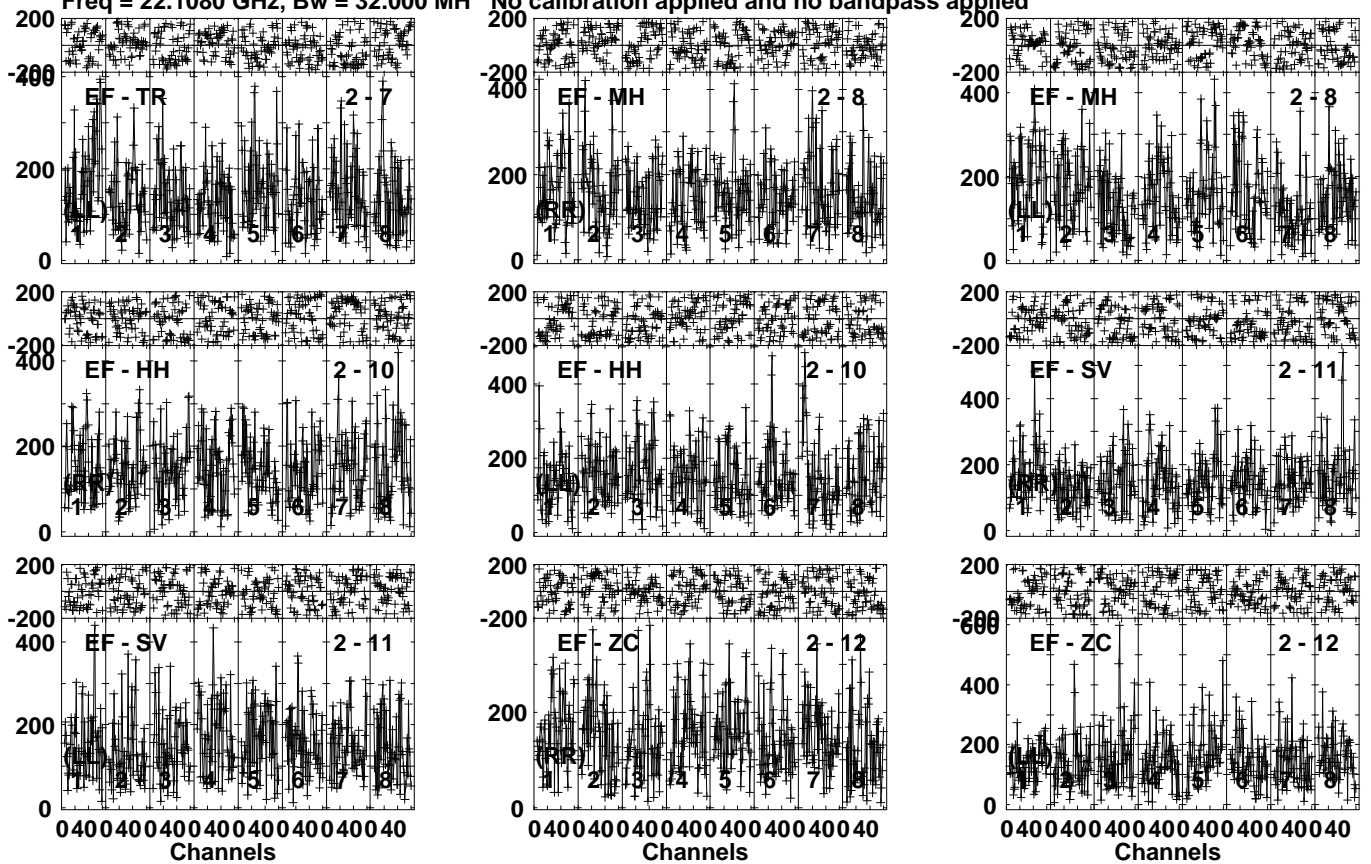 Freq = 22.1080 GHz, Bw = 32.000 MH No calibration applied and no bandpass applied
200
-200
400
EF - TR 2 - 7
200
(LL)
1 2 3 4 5 6 7 8
0
200
-200
400
EF - MH 2 - 8
200
(RR)
1 2 3 4 5 6 7 8
0
200
-200
400
EF - MH 2 - 8
200
(LL)
1 2 3 4 5 6 7 8
0
200
-200
400
EF - HH 2 - 10
200
(RR)
1 2 3 4 5 6 7 8
0
200
-200
EF - HH 2 - 10
400
200
(LL)
1 2 3 4 5 6 7 8
0
200
-200
EF - SV 2 - 11
400
200
(RR)
1 2 3 4 5 6 7 8
0
200
-200
400
EF - SV 2 - 11
200
(LL)
1 2 3 4 5 6 7 8
0
0 40 0 40 0 40 0 40 0 40 0 40 0 40 0 40
Channels
200
-200
EF - ZC 2 - 12
400
200
(RR)
1 2 3 4 5 6 7 8
0
0 40 0 40 0 40 0 40 0 40 0 40 0 40 0 40
Channels
200
-200
600
EF - ZC 2 - 12
400
200
(LL)
1 2 3 4 5 6 7 8
0
0 40 0 40 0 40 0 40 0 40 0 40 0 40 0 40
Channels